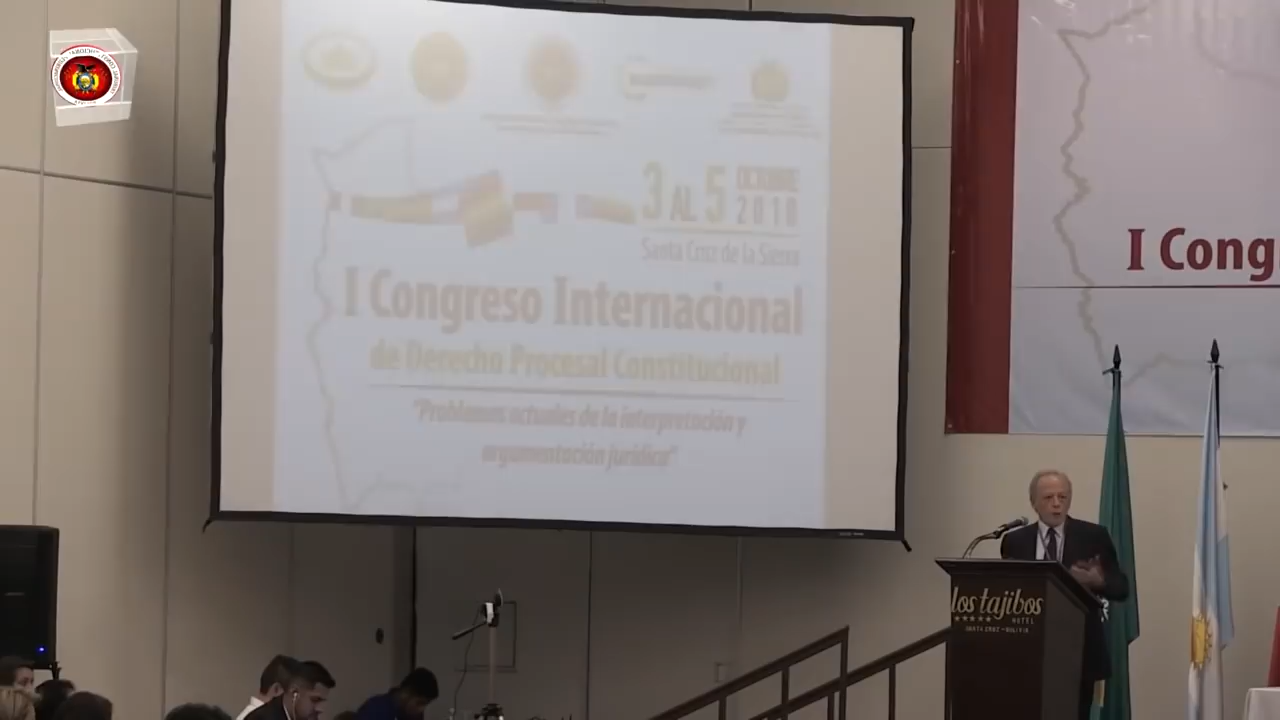 3 AL 5
OCTUBRE
2018
Santa Cruz de la Sierra
I Congreso Internacional
de Derecho Procesal Constitucional
"Problemas actuales de la interpretación y
argumentación jurídica"
I Cong
los tajibos
HOTEL
SANTA CRUZ - BOLIVIA